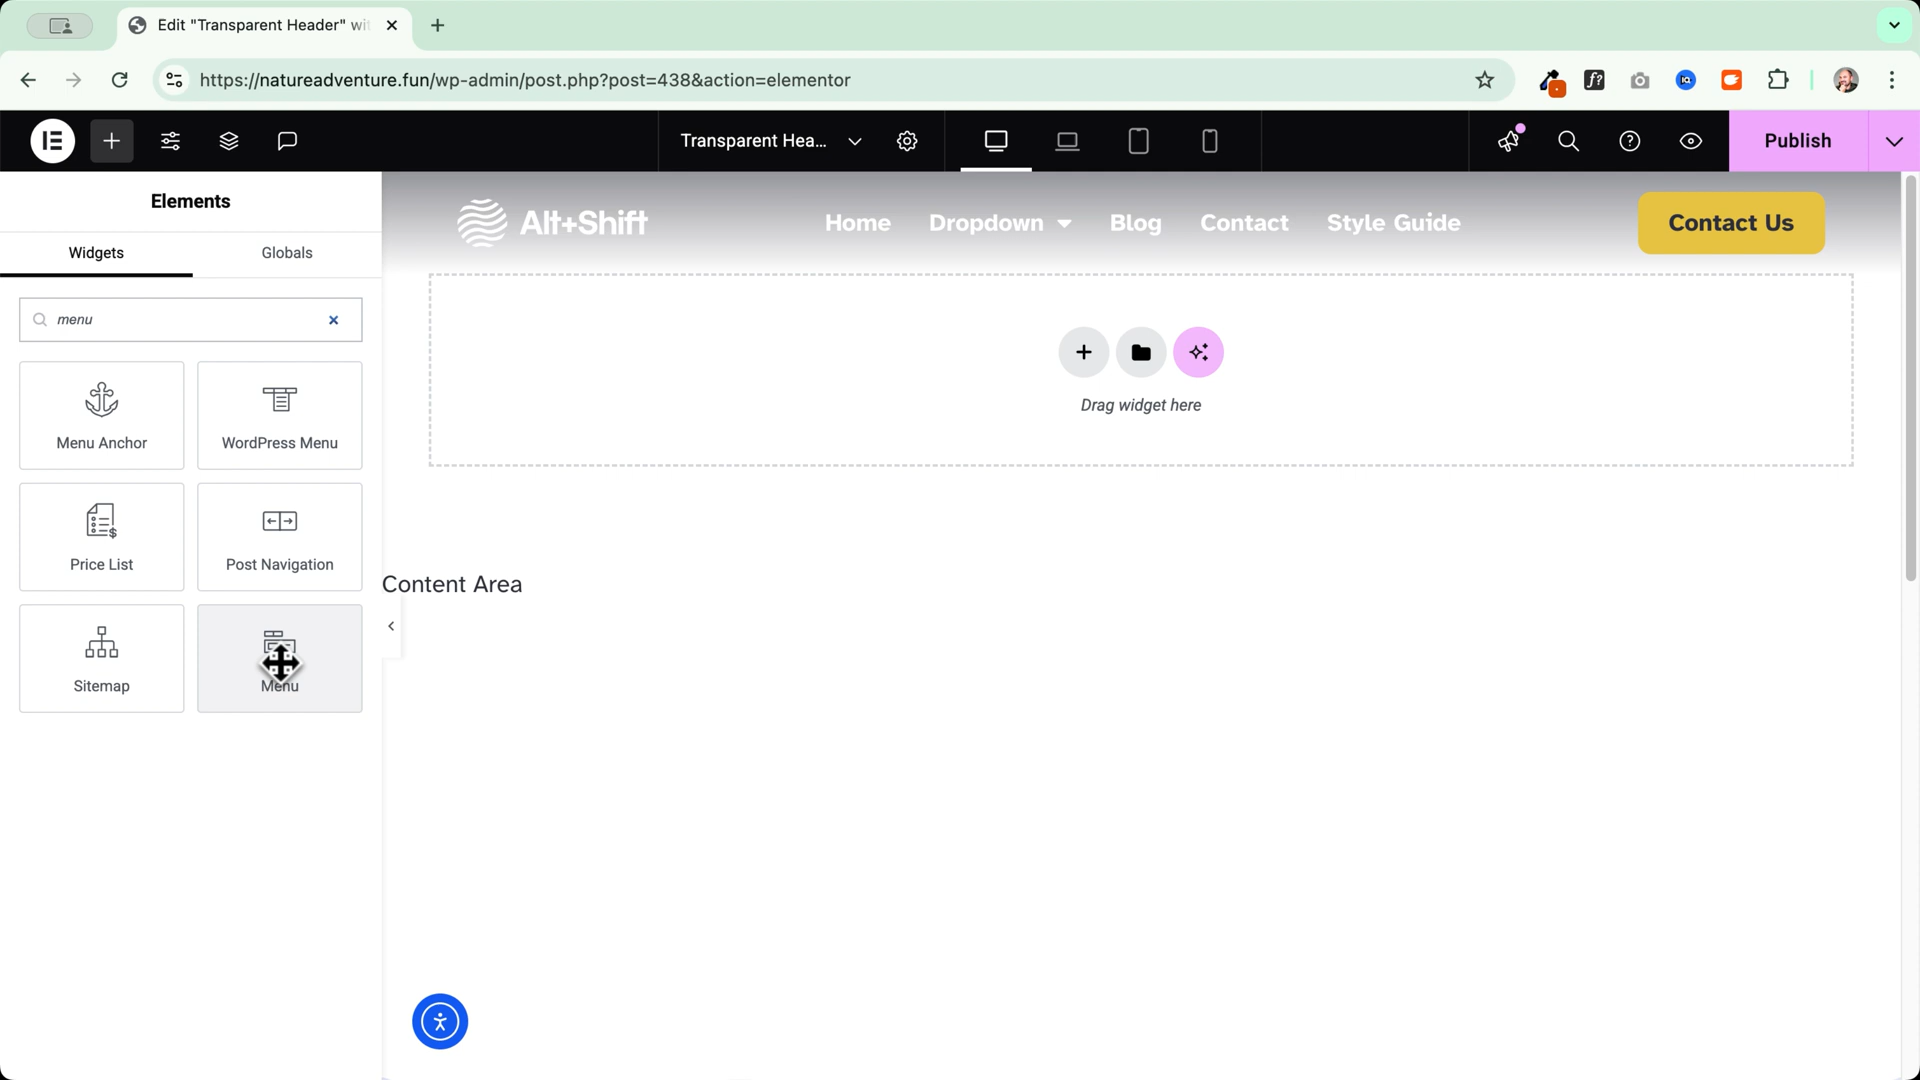 Edit "Transparent Header" wi
https://natureadventure.fun/wp-admin/post.php?post=438&action=elementor
Transparent Hea...
Publish
Elements
Widgets
Globals
menu
Menu Anchor
WordPress Menu
Price List
Post Navigation
Sitemap
Menu
Alt+Shift
Home
Dropdown
Blog
Contact
Style Guide
Contact Us
Drag widget here
Content Area